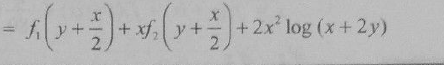 = f₁(y + x/2) + xf₂(y + x/2) + 2x² log (x + 2y)